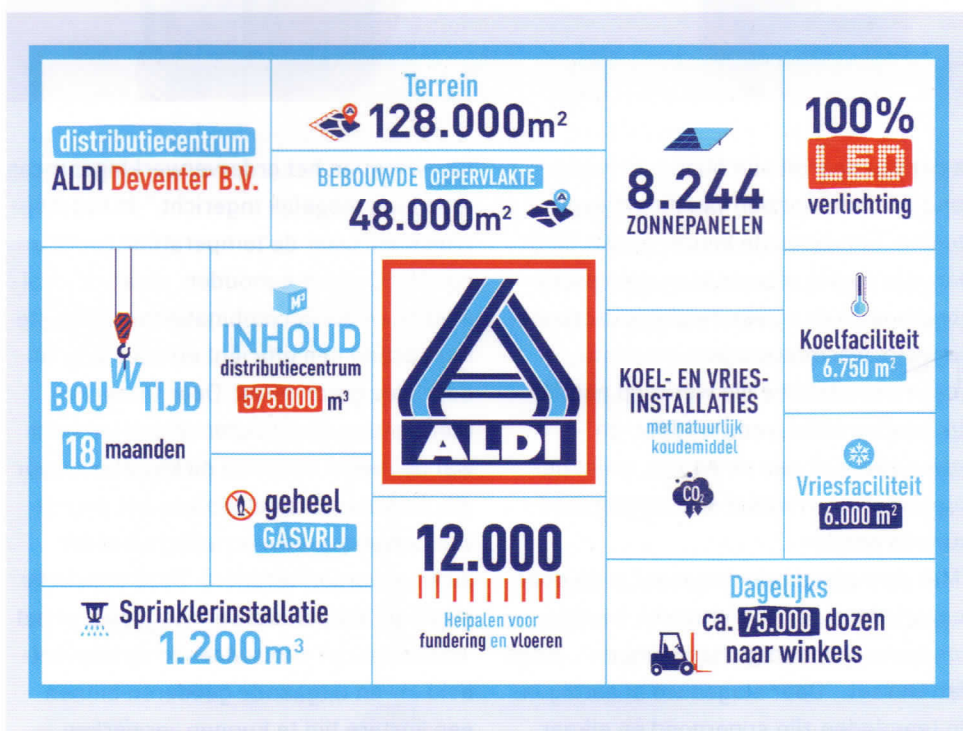 distributiecentrum
ALDI Deventer B.V.
Terrein
128.000m²
BEBOUWDE OPPERVLAKTE
48.000m²
8.244
ZONNEPANELEN
100%
LED
verlichting
BOUWTIJD
18 maanden
M³
INHOUD
distributiecentrum
575.000 m³
geheel
GASVRIJ
ALDI
KOEL- EN VRIES-
INSTALLATIES
met natuurlijk
koudemiddel
CO₂
Koelfaciliteit
6.750 m²
Vriesfaciliteit
6.000 m²
Sprinklerinstallatie
1.200m³
12.000
Heipalen voor
fundering en vloeren
Dagelijks
ca. 75.000 dozen
naar winkels